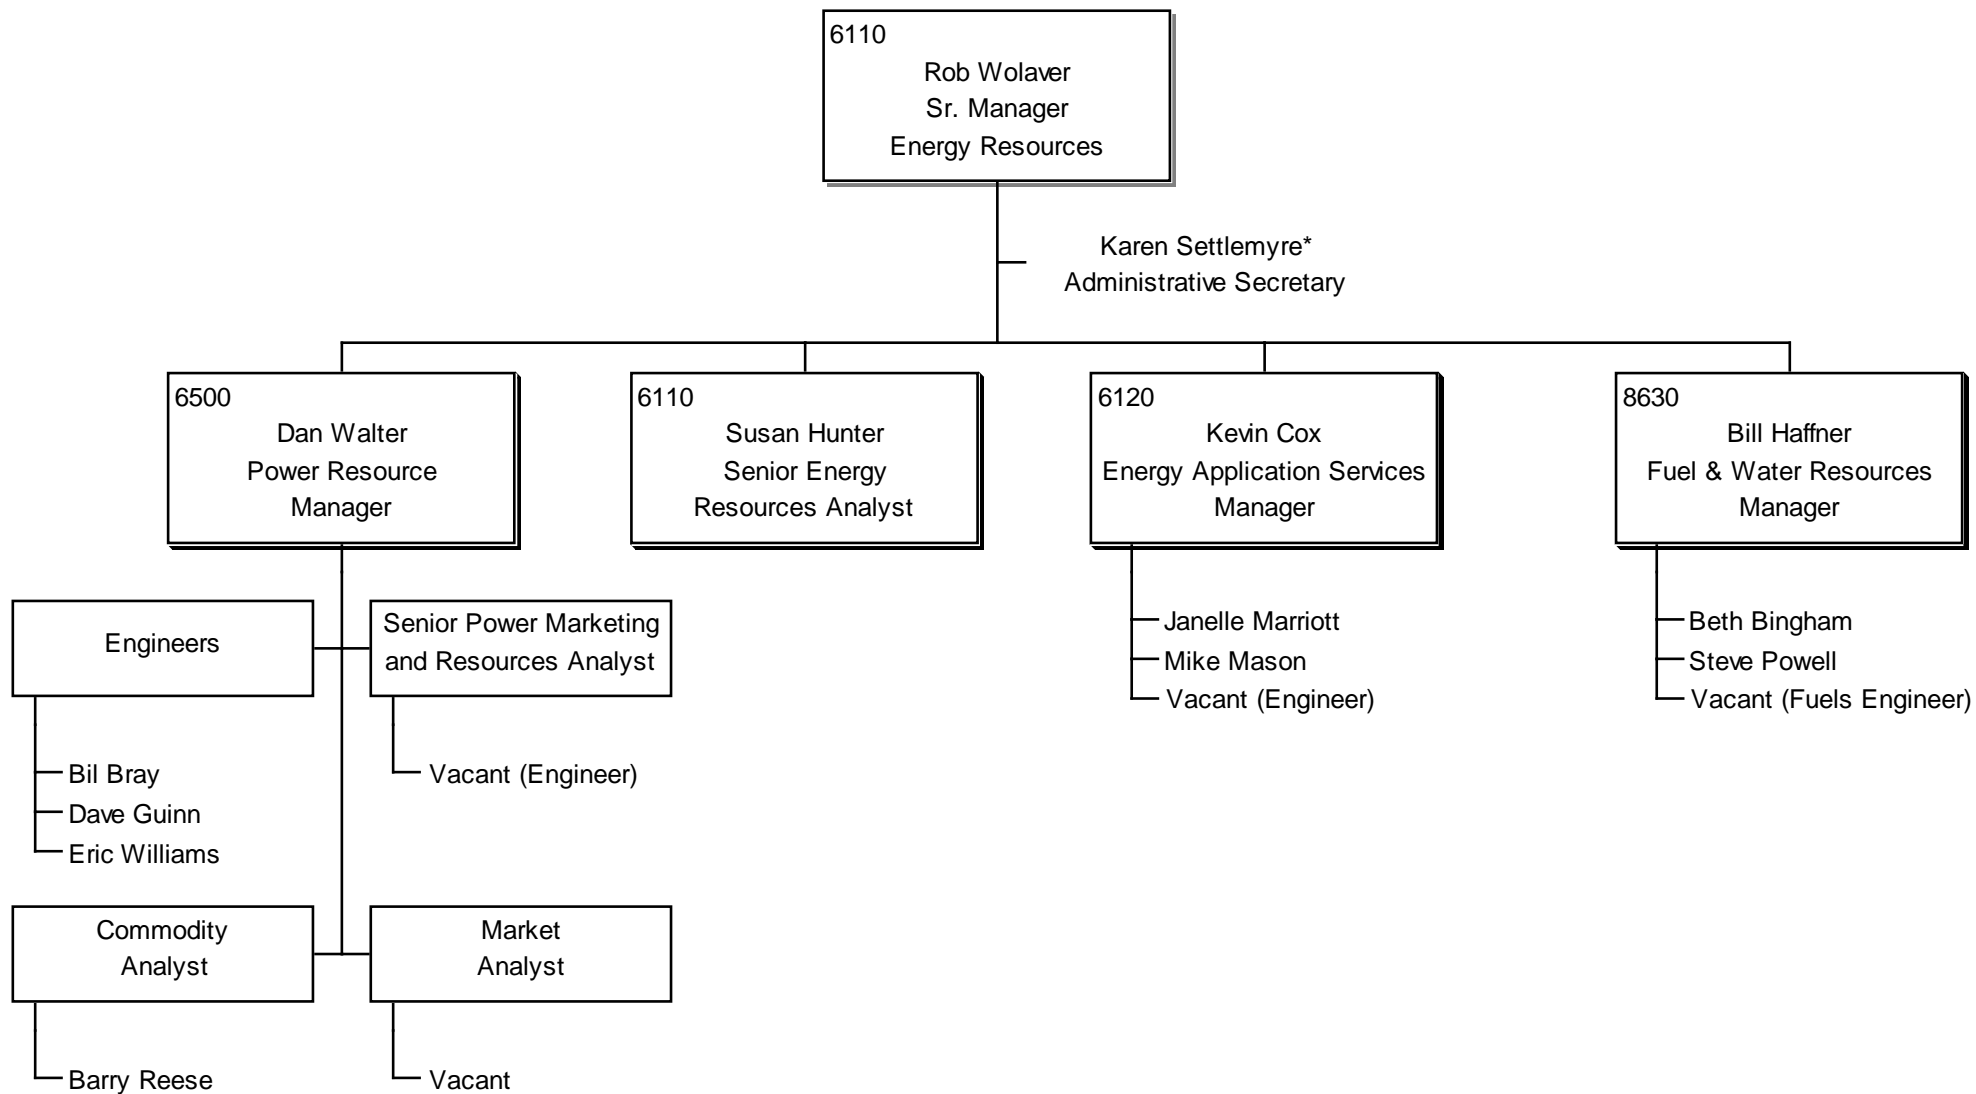 6110
Rob Wolaver
Sr. Manager
Energy Resources
Karen Settlemyre*
Administrative Secretary
6500
Dan Walter
Power Resource
Manager
6110
Susan Hunter
Senior Energy
Resources Analyst
6120
Kevin Cox
Energy Application Services
Manager
8630
Bill Haffner
Fuel & Water Resources
Manager
Engineers
Bil Bray
Dave Guinn
Eric Williams
Senior Power Marketing
and Resources Analyst
Vacant (Engineer)
Commodity
Analyst
Barry Reese
Market
Analyst
Vacant
Janelle Marriott
Mike Mason
Vacant (Engineer)
Beth Bingham
Steve Powell
Vacant (Fuels Engineer)